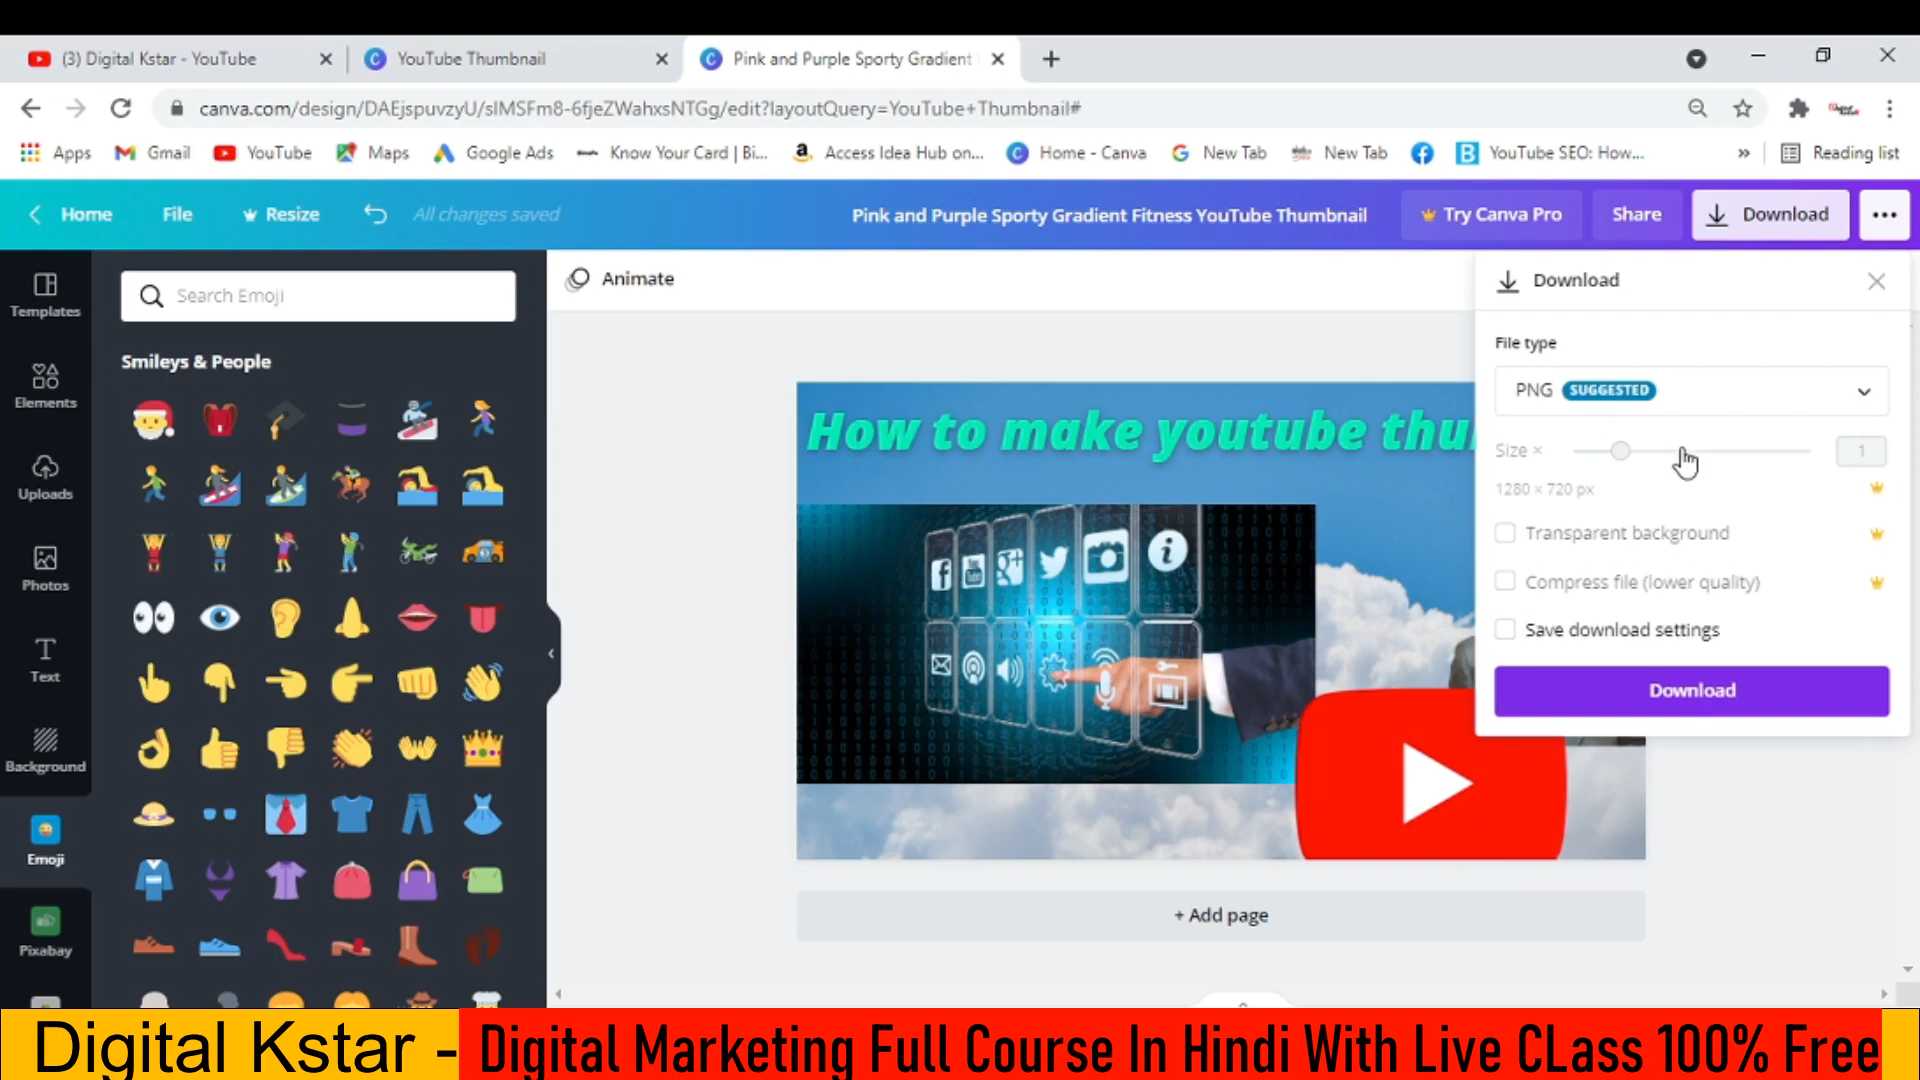 (3) Digital Kstar - YouTube
YouTube Thumbnail
Pink and Purple Sporty Gradient
canva.com/design/DAEjspuvzyU/sIMSFm8-6fjeZWahxsNTGg/edit?layoutQuery=YouTube+Thumbnail#
Apps
Gmail
YouTube
Maps
Google Ads
Know Your Card | Bi...
Access Idea Hub on...
Home - Canva
New Tab
New Tab
YouTube SEO: How...
»
Reading list
Home
File
Resize
All changes saved
Pink and Purple Sporty Gradient Fitness YouTube Thumbnail
Try Canva Pro
Share
Download
Templates
Elements
Uploads
Photos
Text
Background
Emoji
Pixabay
Search Emoji
Smileys & People
Animate
How to make youtube thu
+ Add page
Download
File type
PNG SUGGESTED
Size ×
1
1280 × 720 px
Transparent background
Compress file (lower quality)
Save download settings
Download
Digital Kstar - Digital Marketing Full Course In Hindi With Live CLass 100% Free